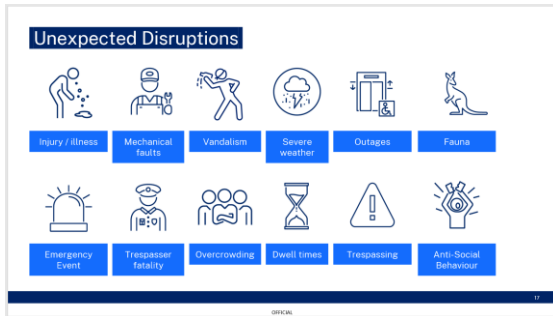 Unexpected Disruptions
Injury / illness
Mechanical
faults
Vandalism
Severe
weather
Outages
Fauna
Emergency
Event
Trespasser
fatality
Overcrowding
Dwell times
Trespassing
Anti-Social
Behaviour
17
OFFICIAL